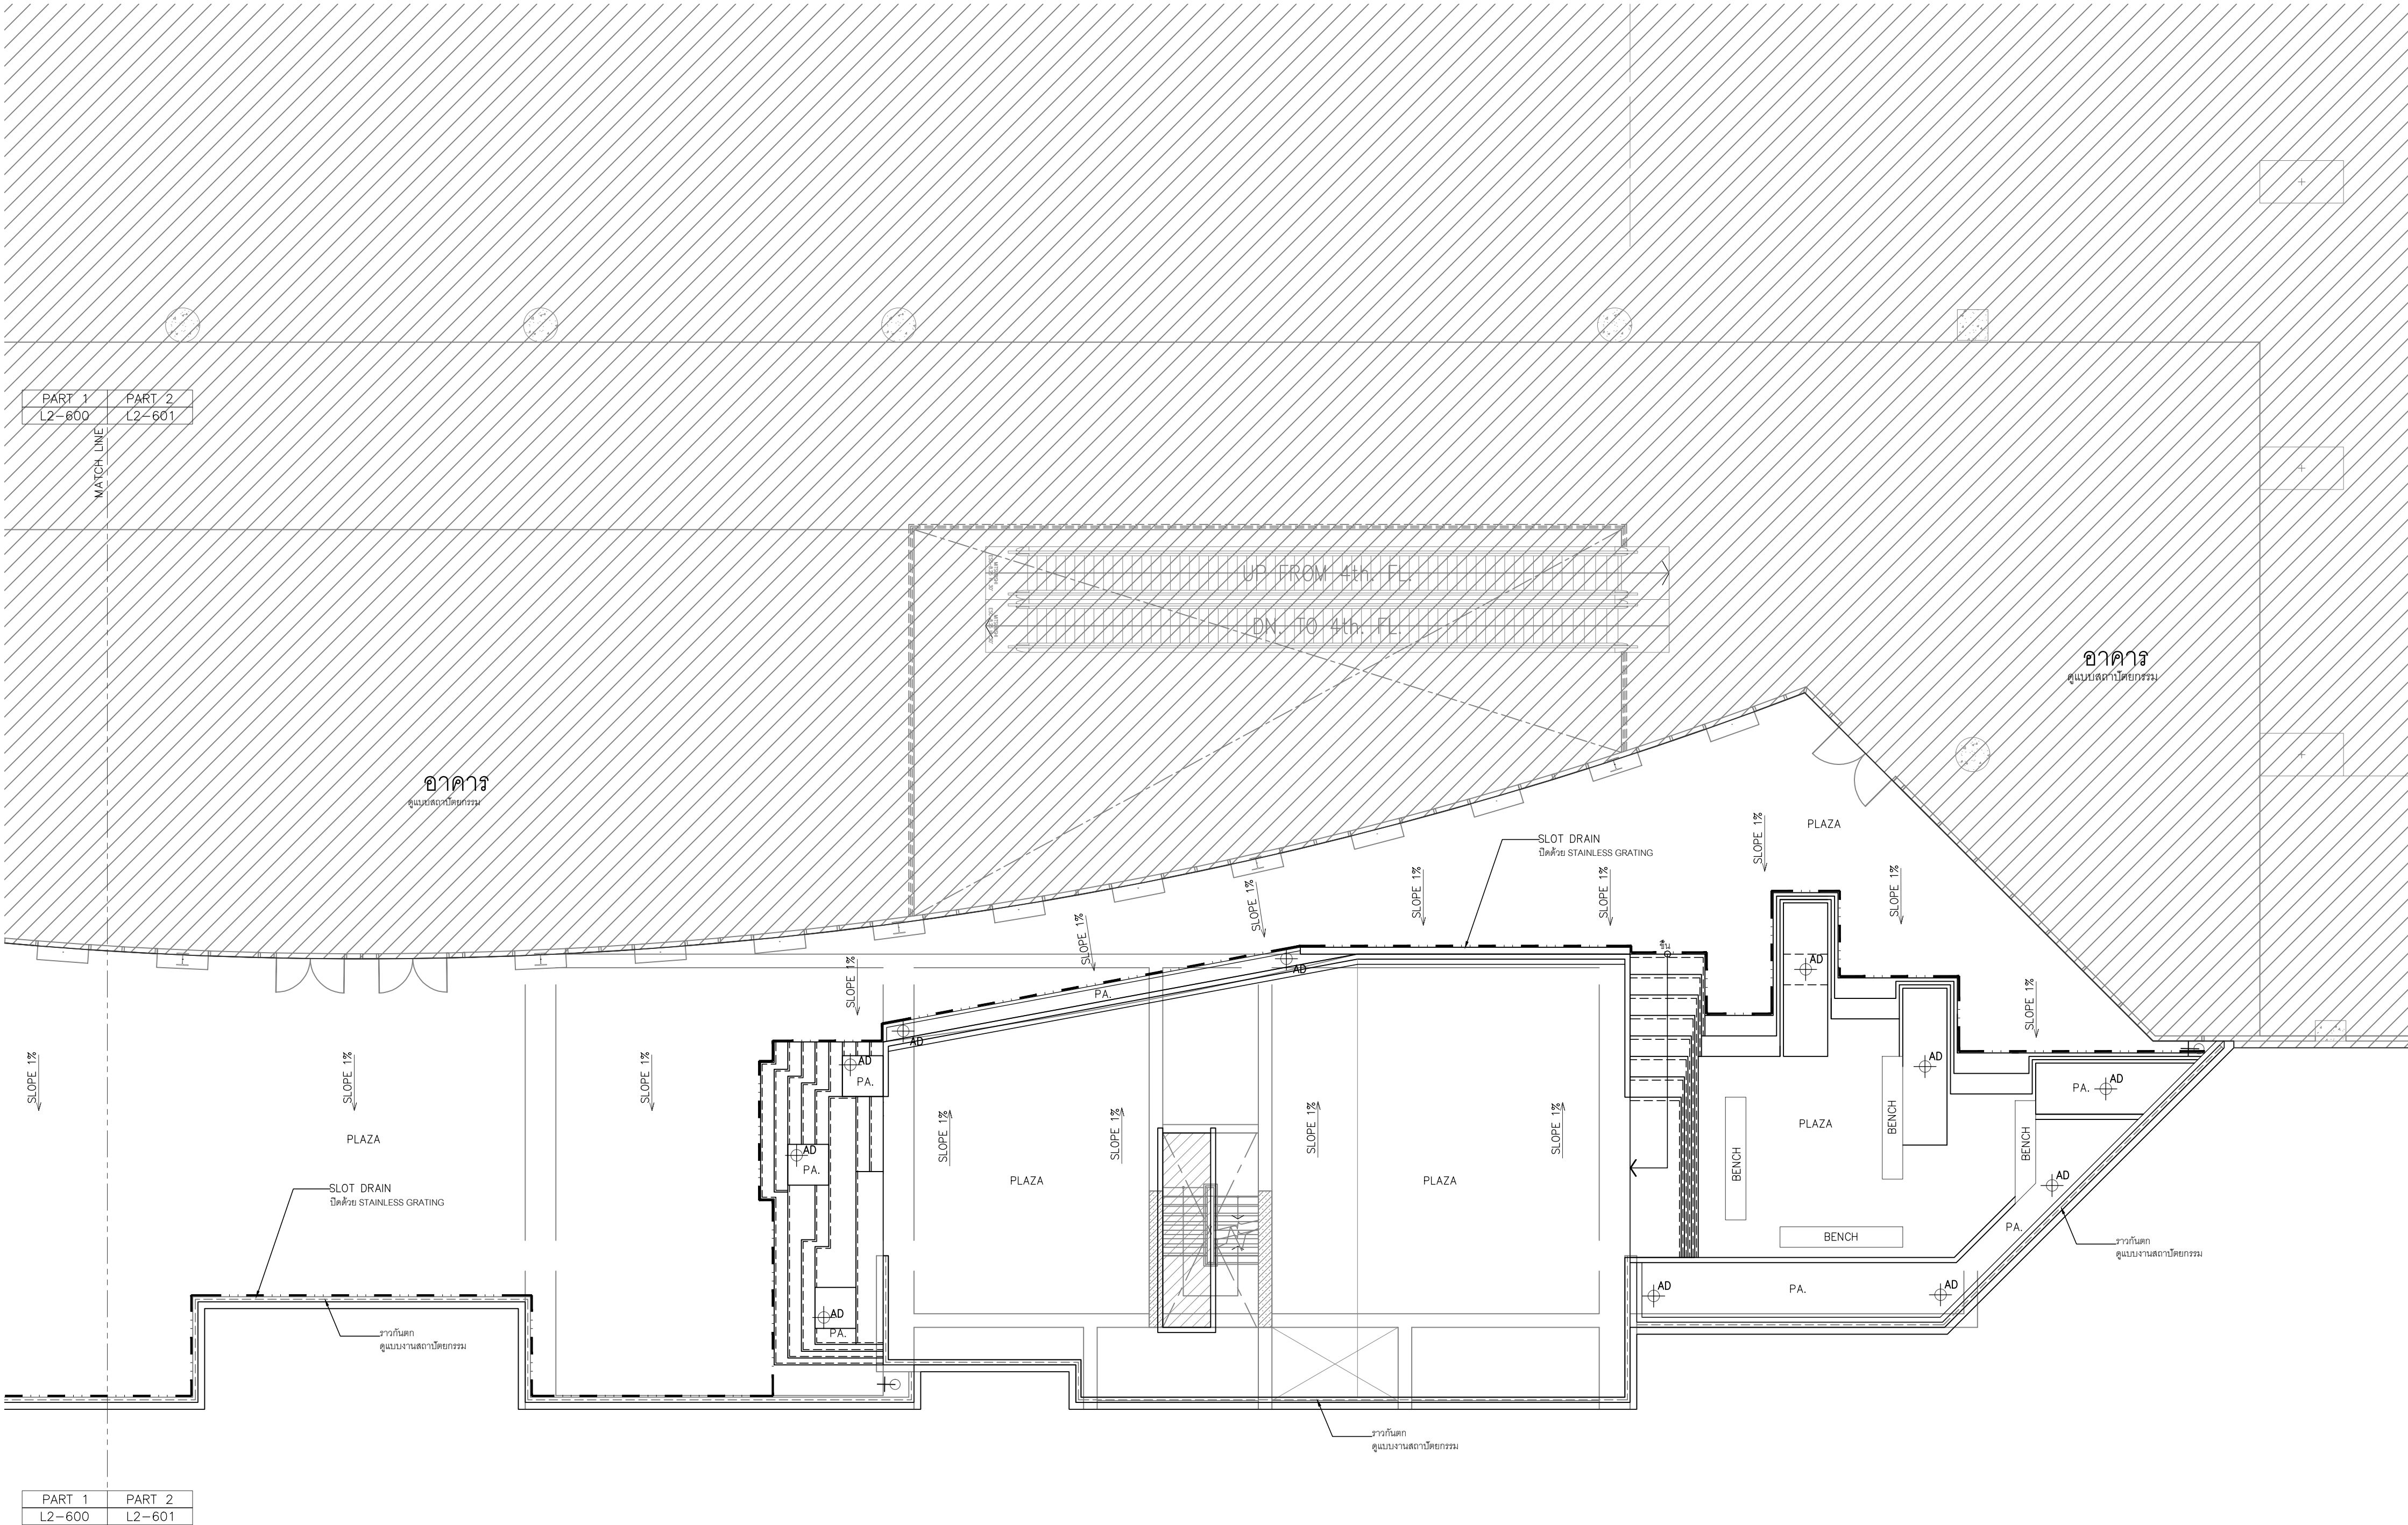 PART 1 PART 2
L2-600 L2-601
MATCH LINE
UP FROM 4th. FL.
DN. TO 4th. FL.
อาคาร
ดูแบบสถาปัตยกรรม
อาคาร
ดูแบบสถาปัตยกรรม
SLOT DRAIN
ปิดด้วย STAINLESS GRATING
PLAZA
SLOPE 1%
SLOPE 1%
SLOPE 1%
SLOPE 1%
SLOPE 1%
SLOPE 1%
SLOPE 1%
SLOPE 1%
ขึ้น
AD
AD
PA.
AD
SLOPE 1%
SLOPE 1%
SLOPE 1%
SLOPE 1%
AD
PA.
AD
PA.
AD
SLOPE 1%
SLOPE 1%
SLOPE 1%
SLOPE 1%
PLAZA
BENCH
PLAZA
BENCH
BENCH
AD
PA.
PLAZA
PLAZA
AD
SLOT DRAIN
ปิดด้วย STAINLESS GRATING
PA.
BENCH
ราวกันตก
ดูแบบงานสถาปัตยกรรม
AD
PA.
AD
AD
PA.
ราวกันตก
ดูแบบงานสถาปัตยกรรม
ราวกันตก
ดูแบบงานสถาปัตยกรรม
PART 1 PART 2
L2-600 L2-601